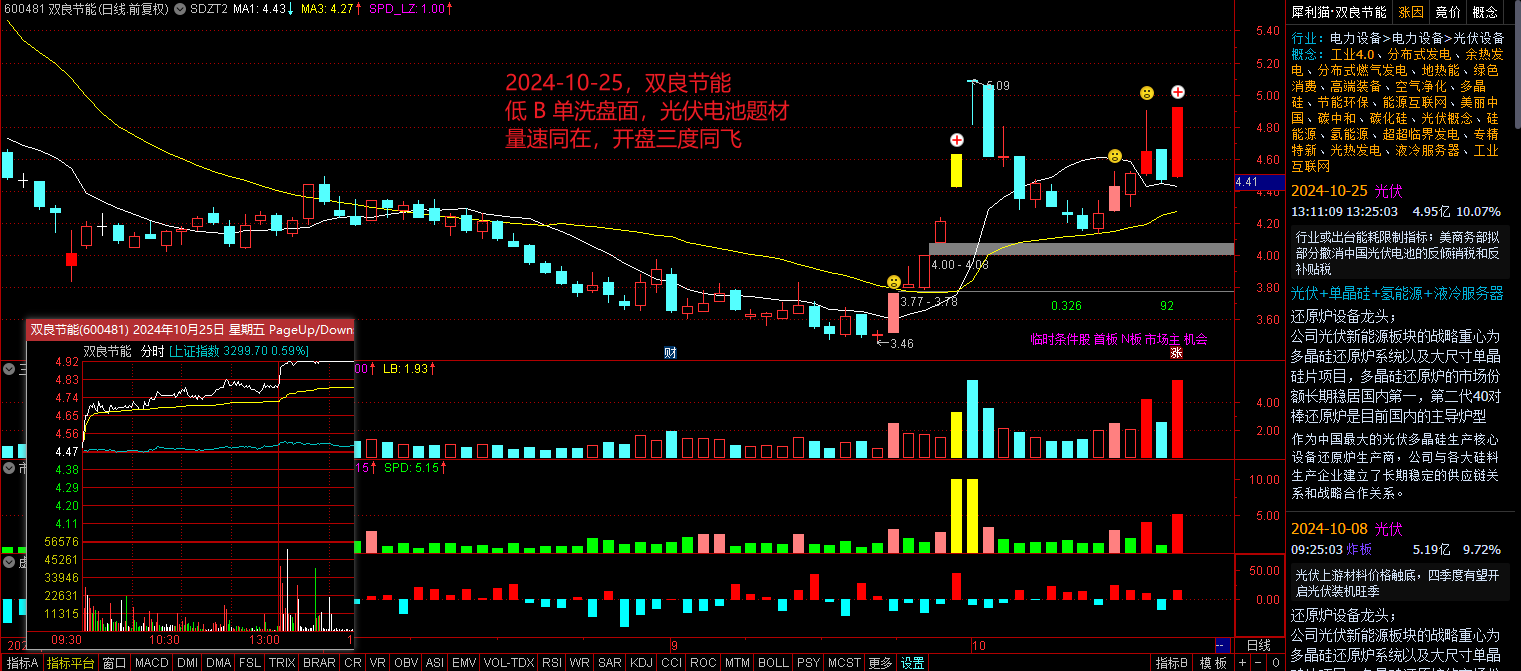 600481 双良节能(日线.前复权) SDZT2 MA1: 4.43↓ MA3: 4.27↑ SPD_LZ: 1.00↑
2024-10-25，双良节能
低 B 单洗盘面，光伏电池题材
量速同在，开盘三度同飞
5.09
4.00 - 4.08
3.77 - 3.78
3.46
0.326
92
临时条件股 首板 N板 市场主 机会
财
涨
5.40
5.20
5.00
4.80
4.60
4.41
4.40
4.20
4.00
3.80
3.60
00↑ LB: 1.93↑
4.00
2.00
15↑ SPD: 5.15↑
10.00
5.00
50.00
0.00
双良节能(600481) 2024年10月25日 星期五 PageUp/Down
双良节能 分时 [上证指数 3299.70 0.59%]
4.92
4.83
4.74
4.65
4.56
4.47
4.38
4.29
4.20
4.11
56576
45261
33946
22631
11315
09:30 10:30 13:00 1
202
9
10
日线
指标A 指标平台 窗口 MACD DMI DMA FSL TRIX BRAR CR VR OBV ASI EMV VOL-TDX RSI WR SAR KDJ CCI ROC MTM BOLL PSY MCST 更多 设置
指标B 模板 + - 0
犀利猫·双良节能 涨因 竞价 概念
行业：电力设备>电力设备>光伏设备
概念：工业4.0、分布式发电、余热发
电、分布式燃气发电、地热能、绿色
消费、高端装备、空气净化、多晶
硅、节能环保、能源互联网、美丽中
国、碳中和、碳化硅、光伏概念、硅
能源、氢能源、超超临界发电、专精
特新、光热发电、液冷服务器、工业
互联网
2024-10-25 光伏
13:11:09 13:25:03 4.95亿 10.07%
行业或出台能耗限制指标；美商务部拟
部分撤消中国光伏电池的反倾销税和反
补贴税
光伏+单晶硅+氢能源+液冷服务器
还原炉设备龙头；
公司光伏新能源板块的战略重心为
多晶硅还原炉系统以及大尺寸单晶
硅片项目，多晶硅还原炉的市场份
额长期稳居国内第一，第二代40对
棒还原炉是目前国内的主导炉型
作为中国最大的光伏多晶硅生产核心
设备还原炉生产商，公司与各大硅料
生产企业建立了长期稳定的供应链关
系和战略合作关系。
2024-10-08 光伏
09:25:03 炸板 5.19亿 9.72%
光伏上游材料价格触底，四季度有望开
启光伏装机旺季
还原炉设备龙头；
公司光伏新能源板块的战略重心为